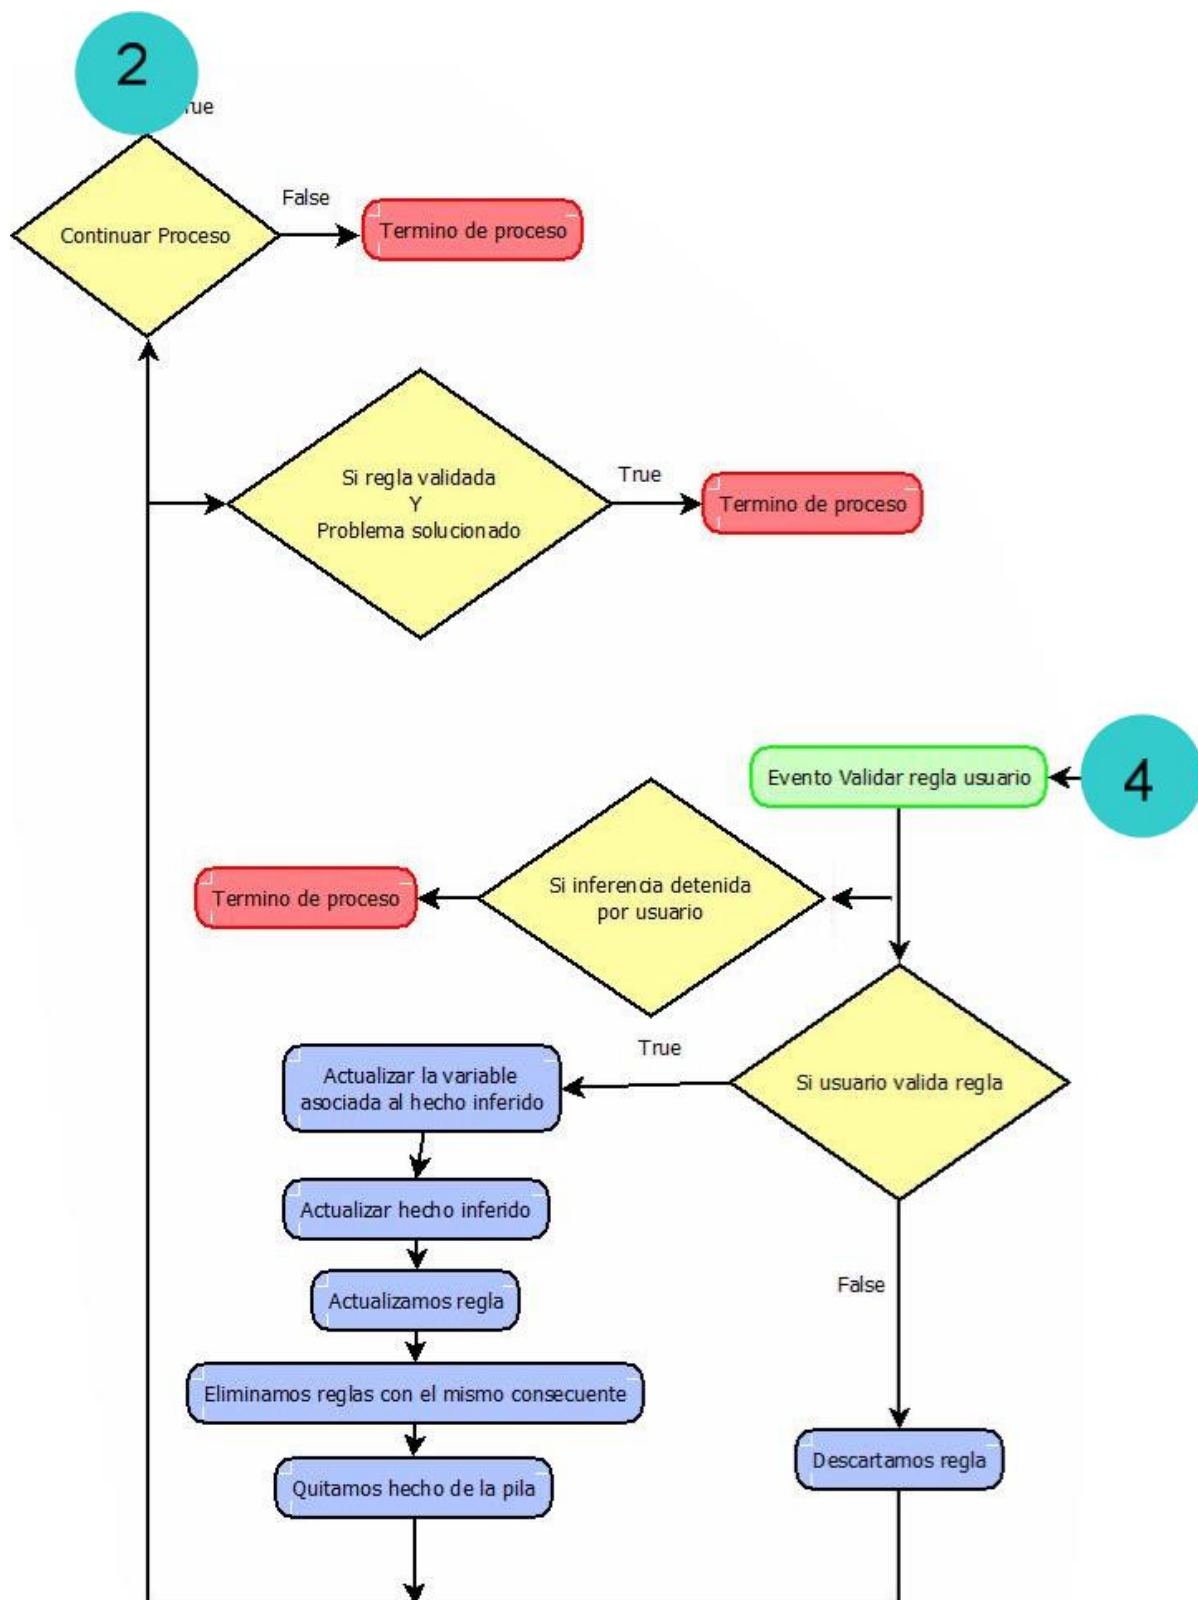 2
rue
False
Continuar Proceso
Termino de proceso
Si regla validada
Y
Problema solucionado
True
Termino de proceso
Evento Validar regla usuario
4
Si inferencia detenida
por usuario
Termino de proceso
True
Si usuario valida regla
Actualizar la variable
asociada al hecho inferido
Actualizar hecho inferido
False
Actualizamos regla
Eliminamos reglas con el mismo consecuente
Descartamos regla
Quitamos hecho de la pila